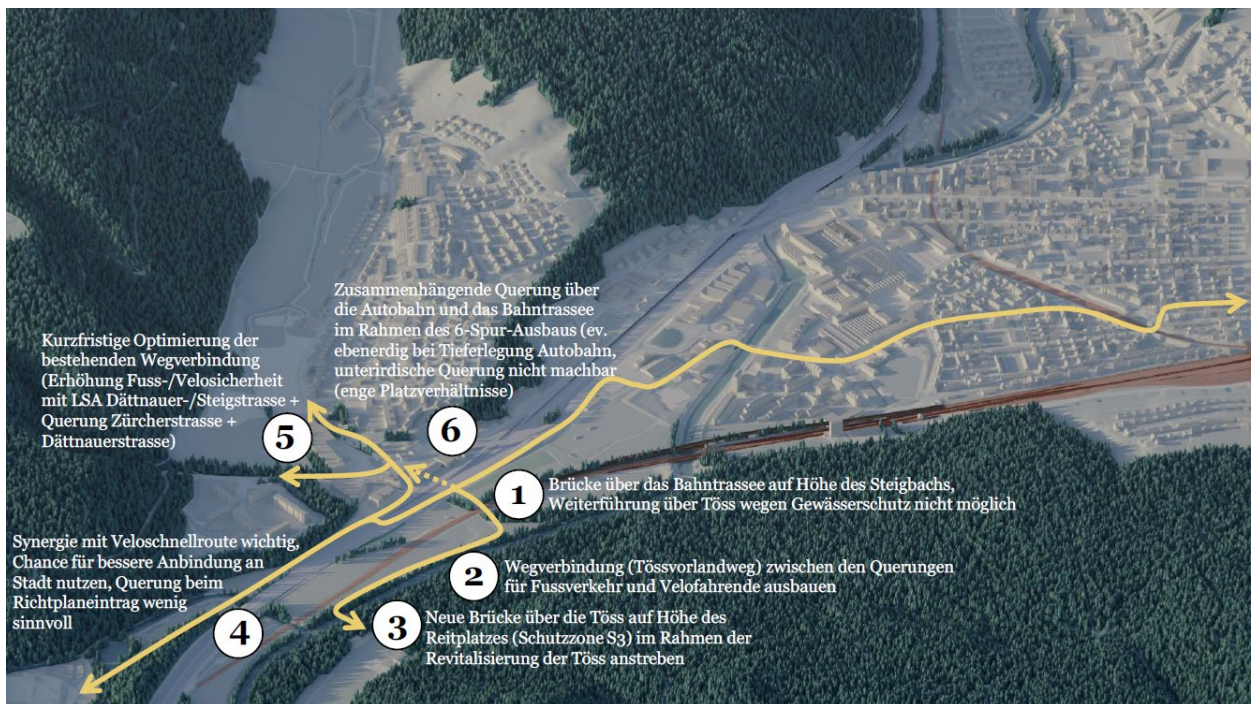 Zusammenhängende Querung über
die Autobahn und das Bahntrassee
im Rahmen des 6-Spur-Ausbaus (ev.
ebenerdig bei Tieferlegung Autobahn,
unterirdische Querung nicht machbar
(enge Platzverhältnisse)
6
Kurzfristige Optimierung der
bestehenden Wegverbindung
(Erhöhung Fuss-/Velosicherheit
mit LSA Dättnauer-/Steigstrasse +
Querung Zürcherstrasse +
Dättnauerstrasse)
5
1
Brücke über das Bahntrassee auf Höhe des Steigbachs,
Weiterführung über Töss wegen Gewässerschutz nicht möglich
Synergie mit Veloschnellroute wichtig,
Chance für bessere Anbindung an
Stadt nutzen, Querung beim
Richtplaneintrag wenig
sinnvoll
4
2
Wegverbindung (Tössvorlandweg) zwischen den Querungen
für Fussverkehr und Velofahrende ausbauen
3
Neue Brücke über die Töss auf Höhe des
Reitplatzes (Schutzzone S3) im Rahmen der
Revitalisierung der Töss anstreben